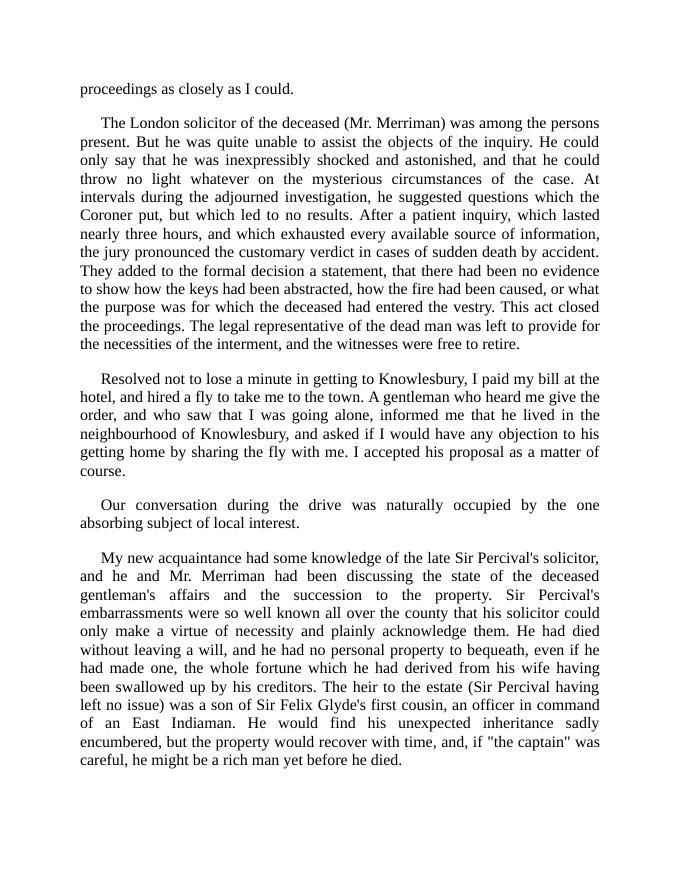 proceedings as closely as I could.
The London solicitor of the deceased (Mr. Merriman) was among the persons
present. But he was quite unable to assist the objects of the inquiry. He could
only say that he was inexpressibly shocked and astonished, and that he could
throw no light whatever on the mysterious circumstances of the case. At
intervals during the adjourned investigation, he suggested questions which the
Coroner put, but which led to no results. After a patient inquiry, which lasted
nearly three hours, and which exhausted every available source of information,
the jury pronounced the customary verdict in cases of sudden death by accident.
They added to the formal decision a statement, that there had been no evidence
to show how the keys had been abstracted, how the fire had been caused, or what
the purpose was for which the deceased had entered the vestry. This act closed
the proceedings. The legal representative of the dead man was left to provide for
the necessities of the interment, and the witnesses were free to retire.
Resolved not to lose a minute in getting to Knowlesbury, I paid my bill at the
hotel, and hired a fly to take me to the town. A gentleman who heard me give the
order, and who saw that I was going alone, informed me that he lived in the
neighbourhood of Knowlesbury, and asked if I would have any objection to his
getting home by sharing the fly with me. I accepted his proposal as a matter of
course.
Our conversation during the drive was naturally occupied by the one
absorbing subject of local interest.
My new acquaintance had some knowledge of the late Sir Percival's solicitor,
and he and Mr. Merriman had been discussing the state of the deceased
gentleman's affairs and the succession to the property. Sir Percival's
embarrassments were so well known all over the county that his solicitor could
only make a virtue of necessity and plainly acknowledge them. He had died
without leaving a will, and he had no personal property to bequeath, even if he
had made one, the whole fortune which he had derived from his wife having
been swallowed up by his creditors. The heir to the estate (Sir Percival having
left no issue) was a son of Sir Felix Glyde's first cousin, an officer in command
of an East Indiaman. He would find his unexpected inheritance sadly
encumbered, but the property would recover with time, and, if "the captain" was
careful, he might be a rich man yet before he died.